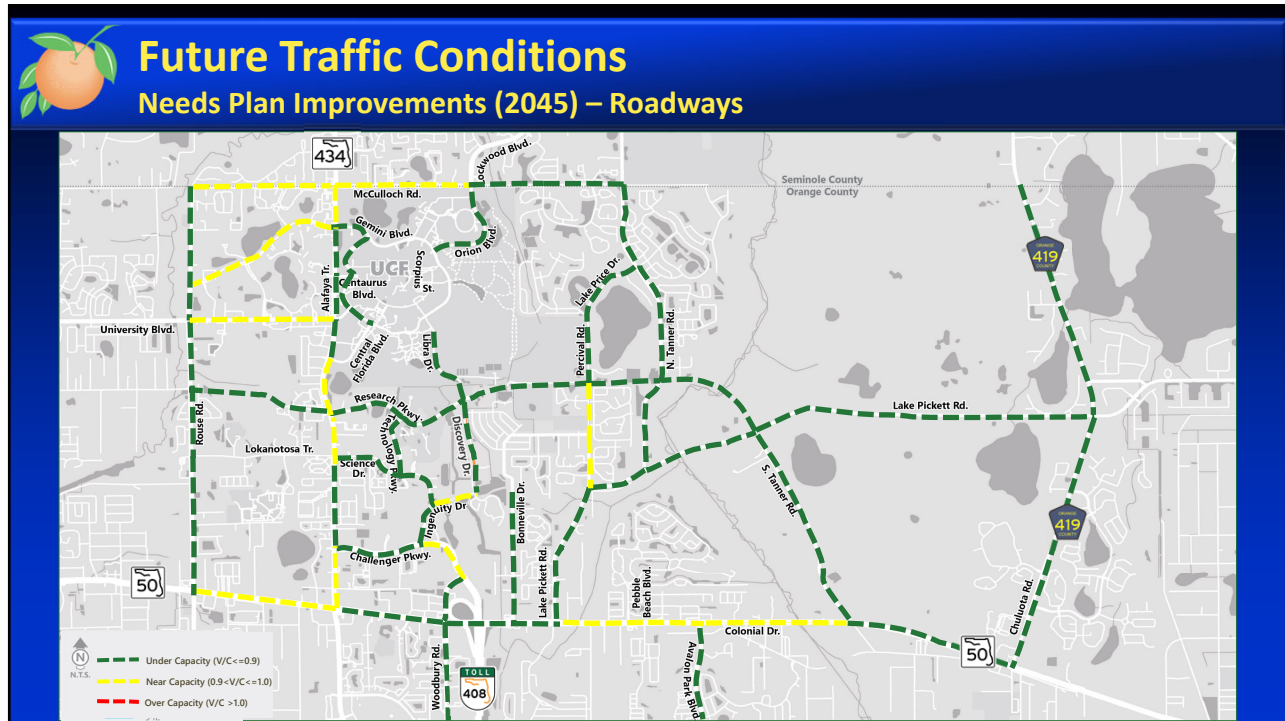 Future Traffic Conditions
Needs Plan Improvements (2045) – Roadways
434
Lockwood Blvd.
McCulloch Rd.
Seminole County
Orange County
Gemini Blvd.
Orion Blvd.
UCF
Scorpius
St.
Centaurus
Blvd.
Alafaya Tr.
Lake Price Dr.
ORANGE
419
COUNTY
University Blvd.
Central
Florida Blvd.
Libra Dr.
Percival Rd.
N. Tanner Rd.
Rouse Rd.
Research Pkwy.
Technology Pkwy.
Discovery Dr.
Lake Pickett Rd.
Lokanotosa Tr.
Science
Dr.
S. Tanner Rd.
Ingenuity Dr
Bonneville Dr.
ORANGE
419
COUNTY
Challenger Pkwy.
50
Lake Pickett Rd.
Pebble
Beach Blvd.
Chuluota Rd.
Colonial Dr.
50
Woodbury Rd.
TOLL
408
Avalon Park Blvd.
N
N.T.S.
Under Capacity (V/C<=0.9)
Near Capacity (0.9<V/C<=1.0)
Over Capacity (V/C >1.0)